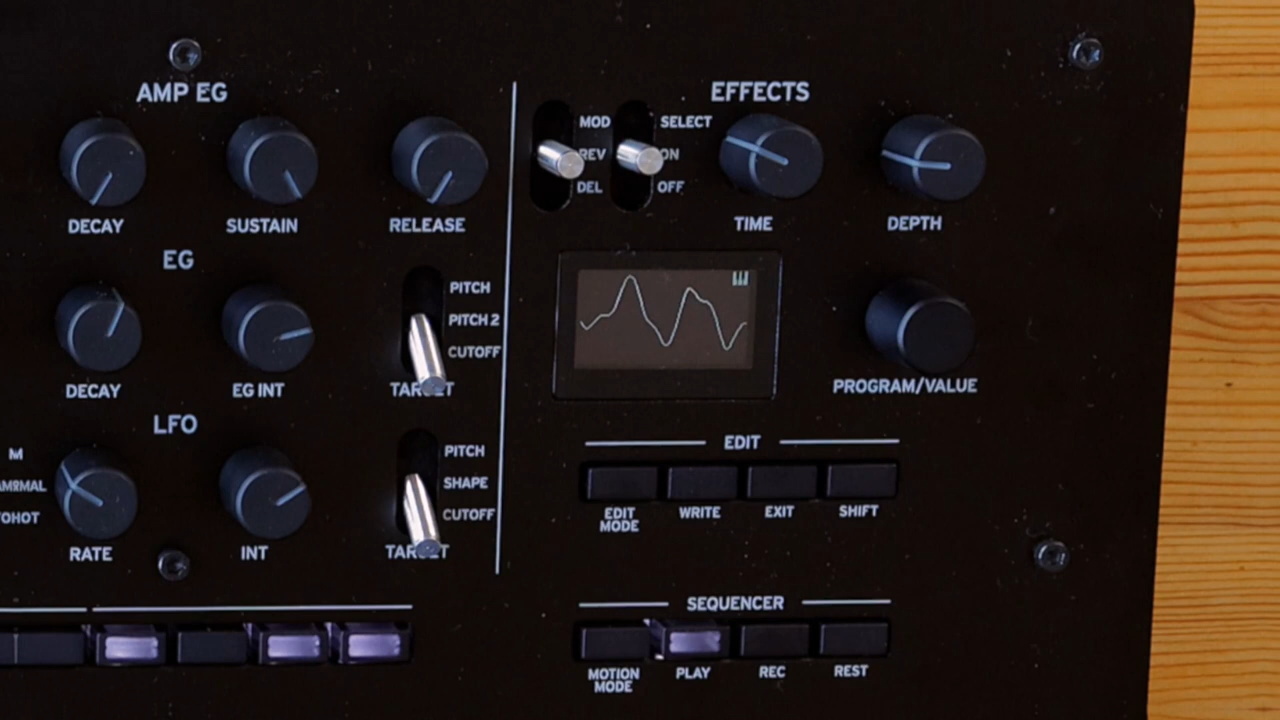 AMP EG
EFFECTS
MOD
SELECT
REV
ON
DEL
OFF
DECAY
SUSTAIN
RELEASE
TIME
DEPTH
EG
PITCH
PITCH 2
CUTOFF
DECAY
EG INT
TARGET
PROGRAM/VALUE
LFO
EDIT
M
PITCH
SHAPE
CUTOFF
EDIT
MODE
WRITE
EXIT
SHIFT
RATE
INT
TARGET
SEQUENCER
MOTION
MODE
PLAY
REC
REST